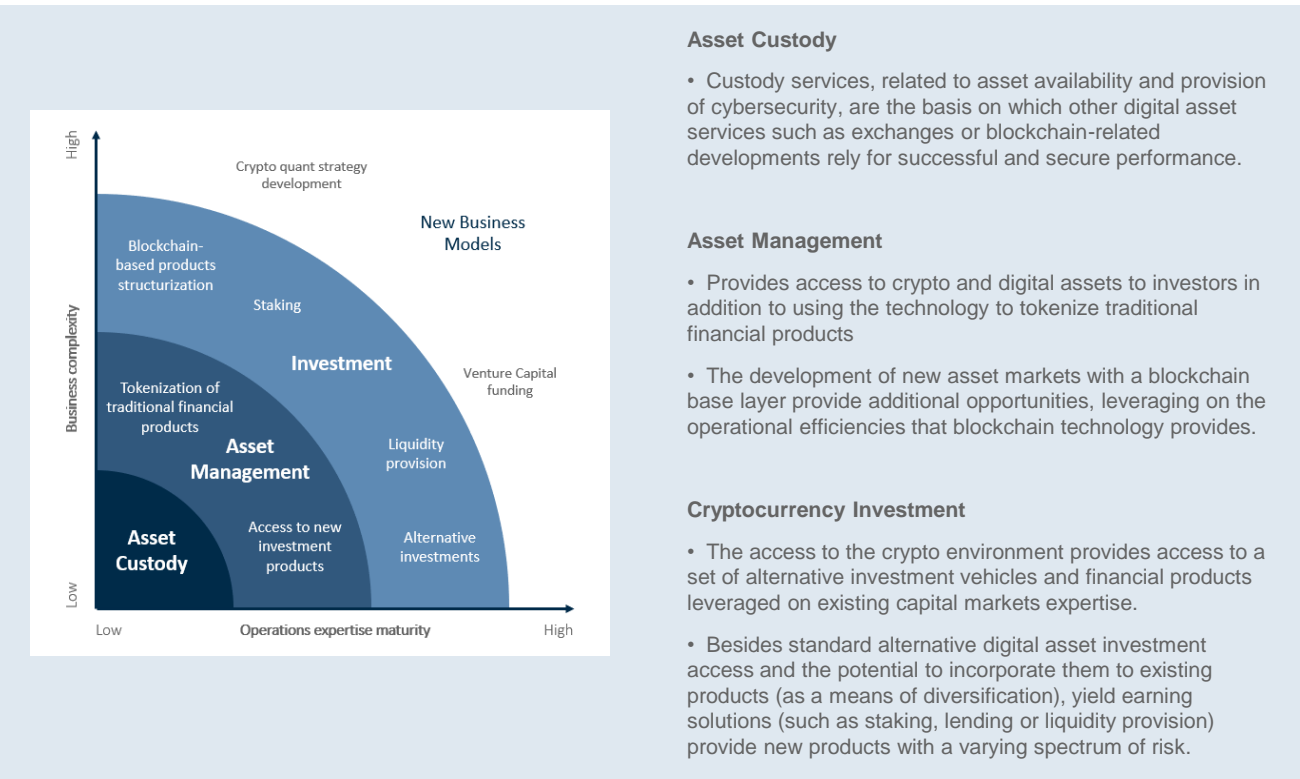 High
Crypto quant strategy
development
New Business
Models
Blockchain-
based products
structurization
Staking
Investment
Venture Capital
funding
Business complexity
Tokenization of
traditional financial
products
Asset
Management
Liquidity
provision
Asset
Custody
Access to new
investment
products
Alternative
investments
Low
Low
Operations expertise maturity
High
Asset Custody
• Custody services, related to asset availability and provision
of cybersecurity, are the basis on which other digital asset
services such as exchanges or blockchain-related
developments rely for successful and secure performance.
Asset Management
• Provides access to crypto and digital assets to investors in
addition to using the technology to tokenize traditional
financial products
• The development of new asset markets with a blockchain
base layer provide additional opportunities, leveraging on the
operational efficiencies that blockchain technology provides.
Cryptocurrency Investment
• The access to the crypto environment provides access to a
set of alternative investment vehicles and financial products
leveraged on existing capital markets expertise.
• Besides standard alternative digital asset investment
access and the potential to incorporate them to existing
products (as a means of diversification), yield earning
solutions (such as staking, lending or liquidity provision)
provide new products with a varying spectrum of risk.